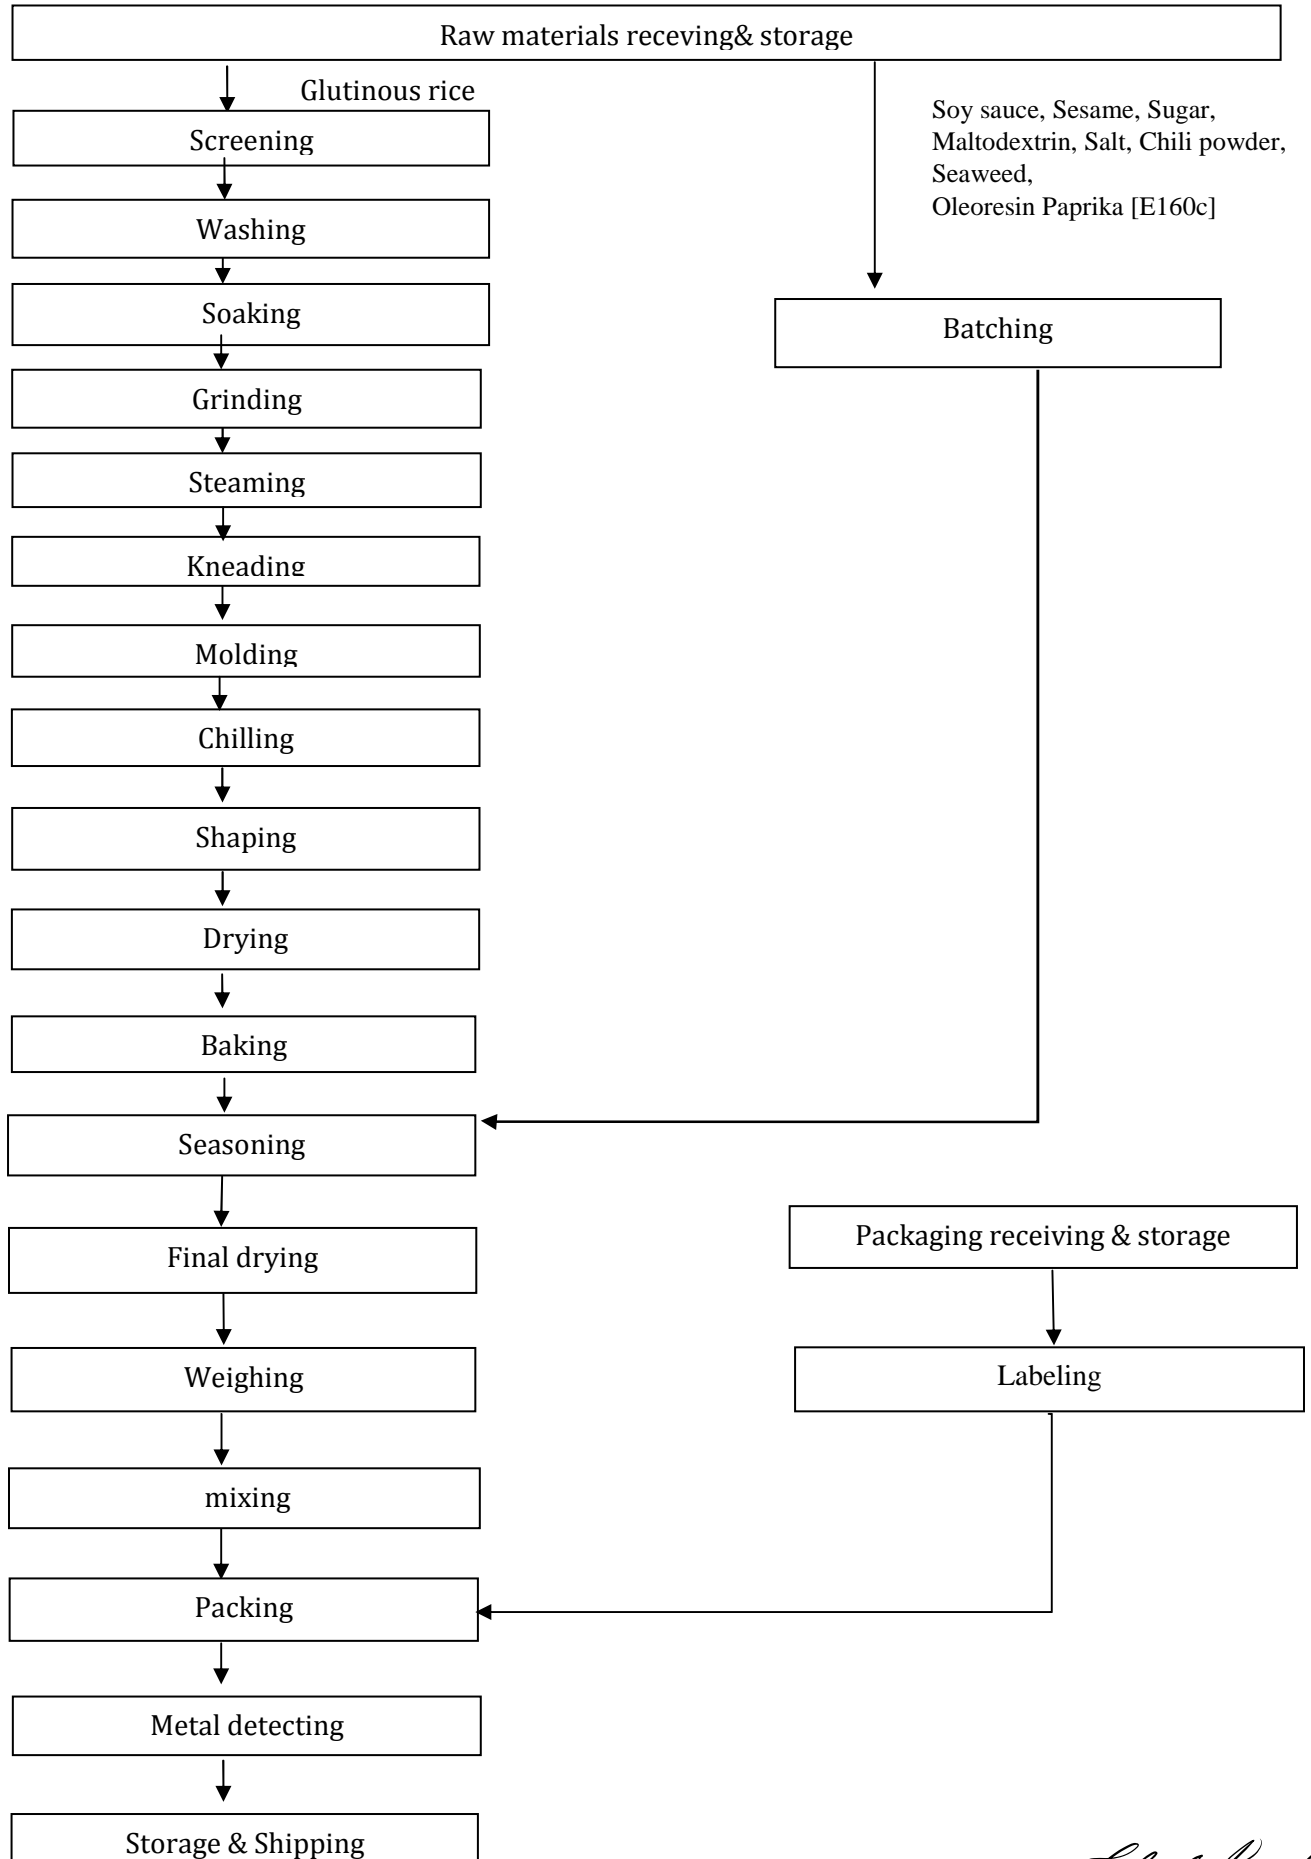 Raw materials receving& storage
Glutinous rice
Soy sauce, Sesame, Sugar,
Maltodextrin, Salt, Chili powder,
Seaweed,
Oleoresin Paprika [E160c]
Screening
Washing
Soaking
Batching
Grinding
Steaming
Kneading
Molding
Chilling
Shaping
Drying
Baking
Seasoning
Packaging receiving & storage
Final drying
Labeling
Weighing
mixing
Packing
Metal detecting
Storage & Shipping